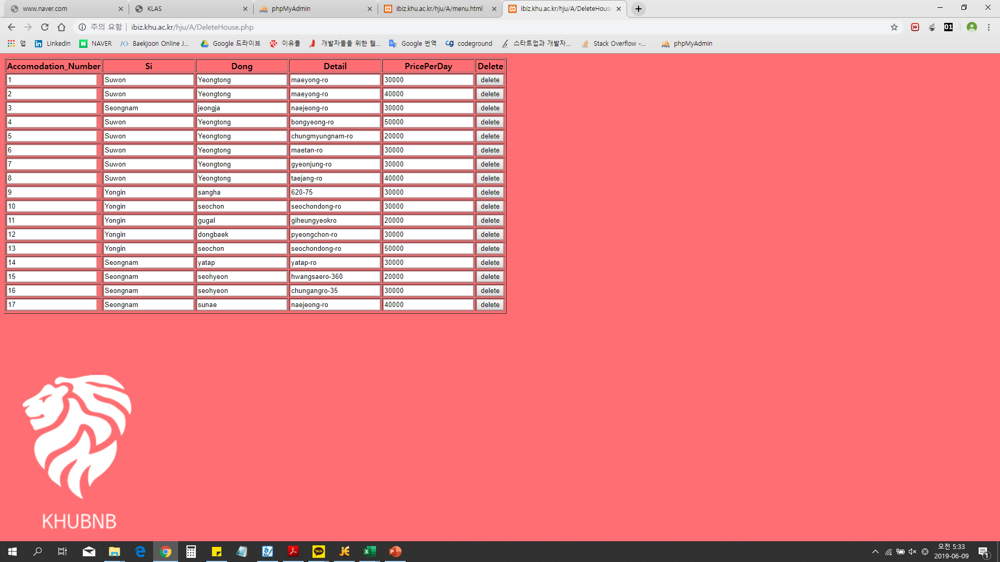 www.naver.com KLAS phpMyAdmin ibiz.khu.ac.kr/hju/A/menu.html ibiz.khu.ac.kr/hju/A/DeleteHouse
주의 요함 ibiz.khu.ac.kr/hju/A/DeleteHouse.php 01
앱 LinkedIn NAVER Baekjoon Online J... Google 드라이브 이유몰 개발자들을 위한 웹... Google 번역 codeground 스타트업과 개발자... Stack Overflow -... phpMyAdmin
Accomodation_Number Si Dong Detail PricePerDay Delete
1 Suwon Yeongtong maeyong-ro 30000 delete
2 Suwon Yeongtong maeyong-ro 40000 delete
3 Seongnam jeongja naejeong-ro 30000 delete
4 Suwon Yeongtong bongyeong-ro 50000 delete
5 Suwon Yeongtong chungmyungnam-ro 20000 delete
6 Suwon Yeongtong maetan-ro 30000 delete
7 Suwon Yeongtong gyeonjung-ro 30000 delete
8 Suwon Yeongtong taejang-ro 40000 delete
9 Yongin sangha 620-75 30000 delete
10 Yongin seochon seochondong-ro 30000 delete
11 Yongin gugal giheungyeokro 20000 delete
12 Yongin dongbaek pyeongchon-ro 30000 delete
13 Yongin seochon seochondong-ro 50000 delete
14 Seongnam yatap yatap-ro 30000 delete
15 Seongnam seohyeon hwangsaero-360 20000 delete
16 Seongnam seohyeon chungangro-35 30000 delete
17 Seongnam sunae naejeong-ro 40000 delete
KHUBNB
오전 5:33
2019-06-09
1